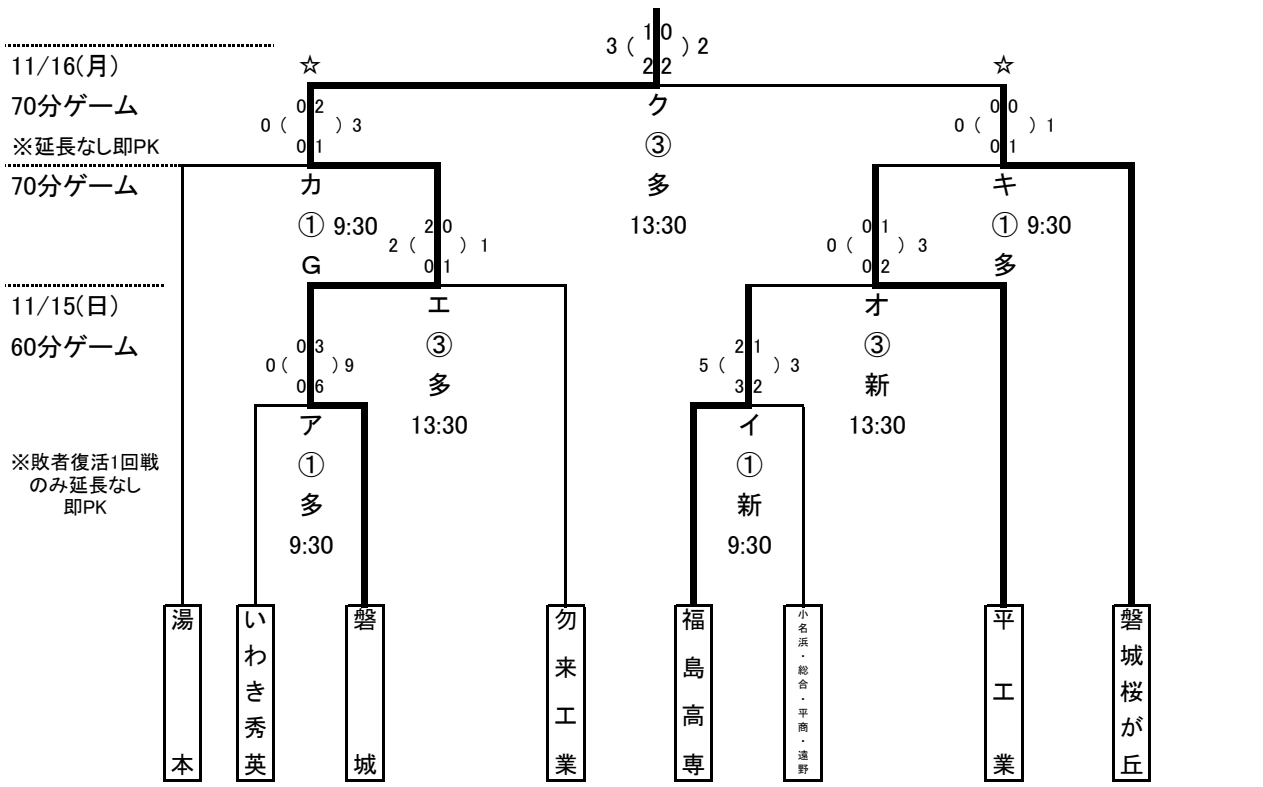 1 0
3 ( ) 2
2 2
11/16(月)
☆
☆
70分ゲーム
0 2
0 ( ) 3
0 1
ク
③
多
13:30
0 0
0 ( ) 1
0 1
※延長なし即PK
70分ゲーム
カ
① 9:30
G
2 0
2 ( ) 1
0 1
0 1
0 ( ) 3
0 2
キ
① 9:30
多
11/15(日)
60分ゲーム
0 3
0 ( ) 9
0 6
エ
③
多
13:30
2 1
5 ( ) 3
3 2
オ
③
新
13:30
※敗者復活1回戦
のみ延長なし
即PK
ア
①
多
9:30
イ
①
新
9:30
湯本
いわき秀英
磐城
勿来工業
福島高専
小名浜・総合・平商・遠野
平工業
磐城桜が丘